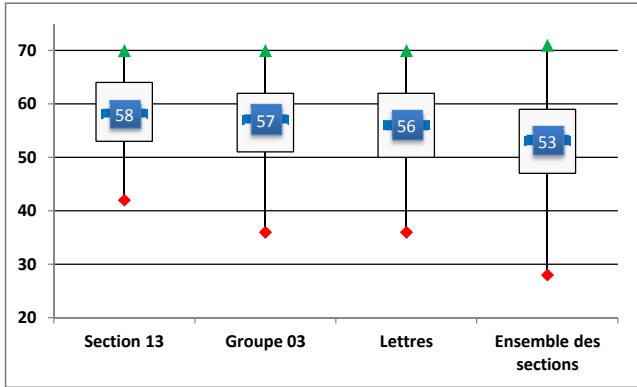 70
60
50
40
30
20
58
57
56
53
Section 13
Groupe 03
Lettres
Ensemble des
sections